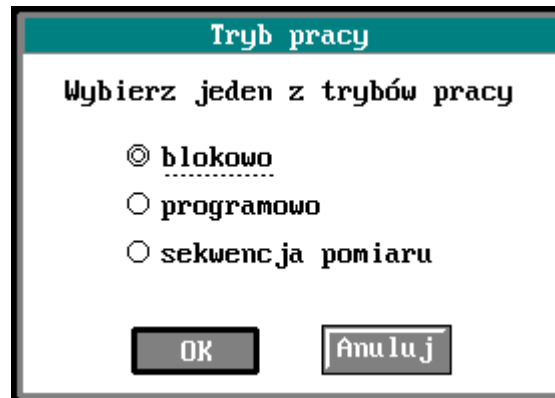 Tryb pracy
Wybierz jeden z trybów pracy
blokowo
programowo
sekwencja pomiaru
OK Anuluj